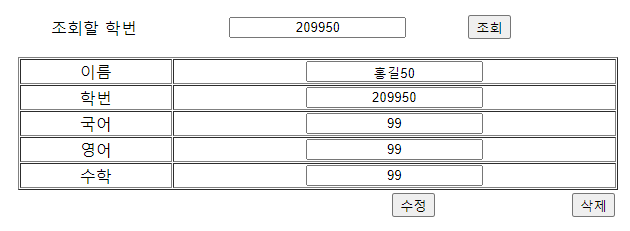 조회할 학번 209950 조회
이름 홍길50
학번 209950
국어 99
영어 99
수학 99
수정 삭제